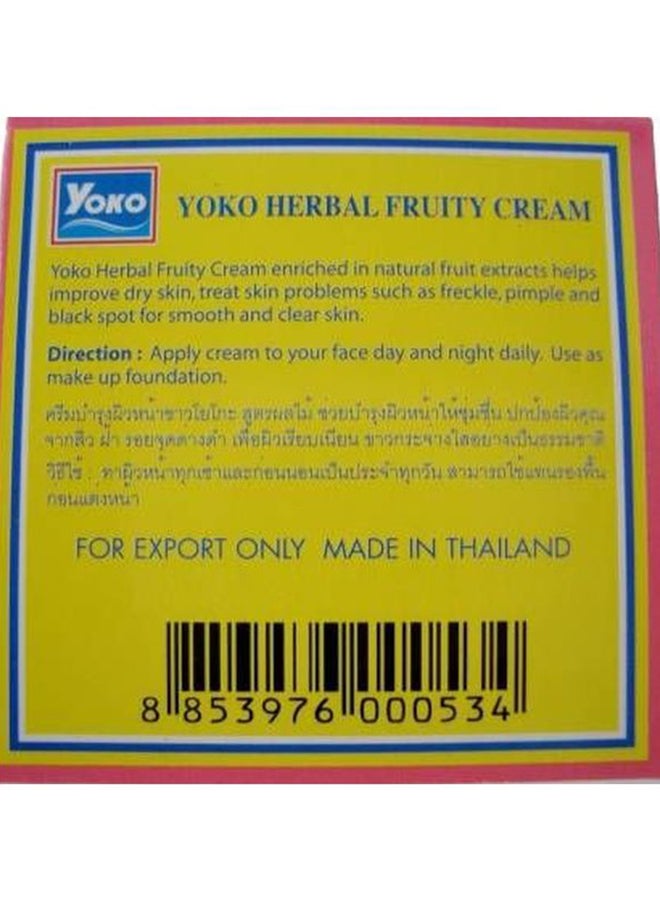 YOKO
YOKO HERBAL FRUITY CREAM
Yoko Herbal Fruity Cream enriched in natural fruit extracts helps
improve dry skin, treat skin problems such as freckle, pimple and
black spot for smooth and clear skin.
Direction : Apply cream to your face day and night daily. Use as
make up foundation.
ครีมบำรุงผิวหน้าขาวโยโกะ สูตรผลไม้ ช่วยบำรุงผิวหน้าให้ชุ่มชื่น ปกป้องผิวคุณ
จากสิว ฝ้า รอยจุดด่างดำ เพื่อผิวเรียบเนียน ขาวกระจ่างใสอย่างเป็นธรรมชาติ
วิธีใช้ : ทาผิวหน้าทุกเช้าและก่อนนอนเป็นประจำทุกวัน สามารถใช้แทนรองพื้น
ก่อนแต่งหน้า
FOR EXPORT ONLY MADE IN THAILAND
8 853976 000534